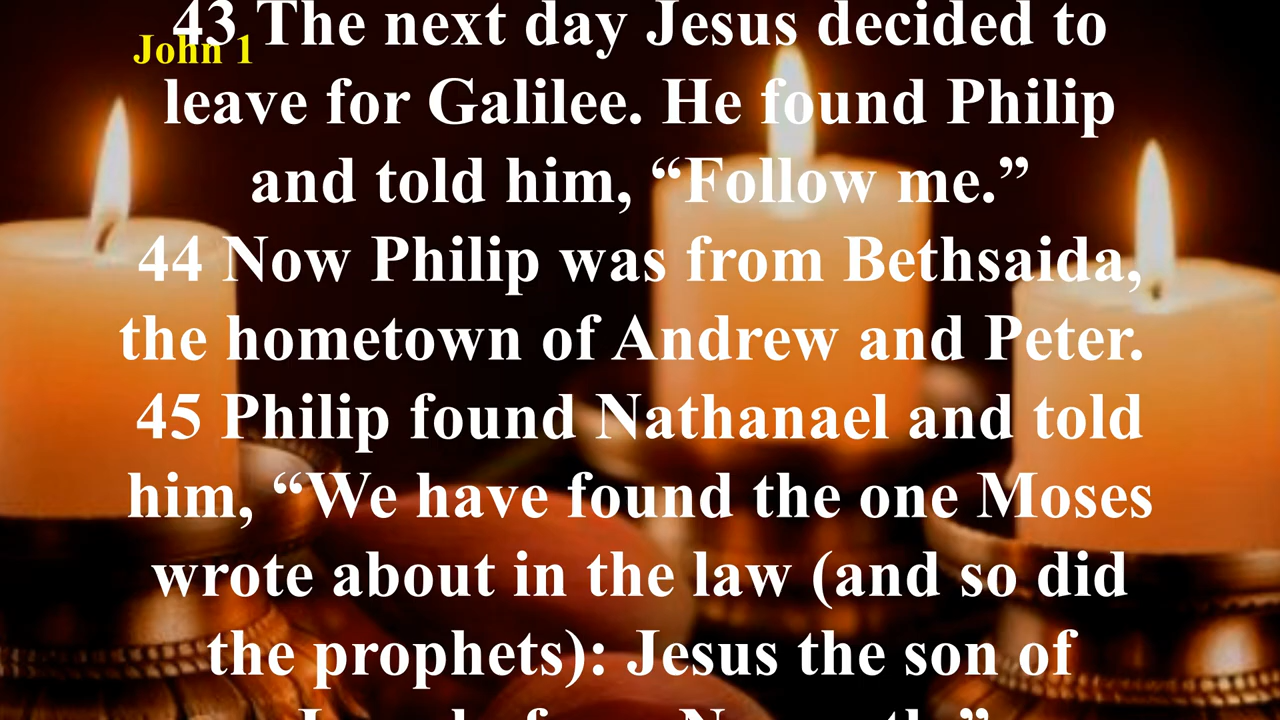 John 1
43 The next day Jesus decided to
leave for Galilee. He found Philip
and told him, “Follow me.”
44 Now Philip was from Bethsaida,
the hometown of Andrew and Peter.
45 Philip found Nathanael and told
him, “We have found the one Moses
wrote about in the law (and so did
the prophets): Jesus the son of